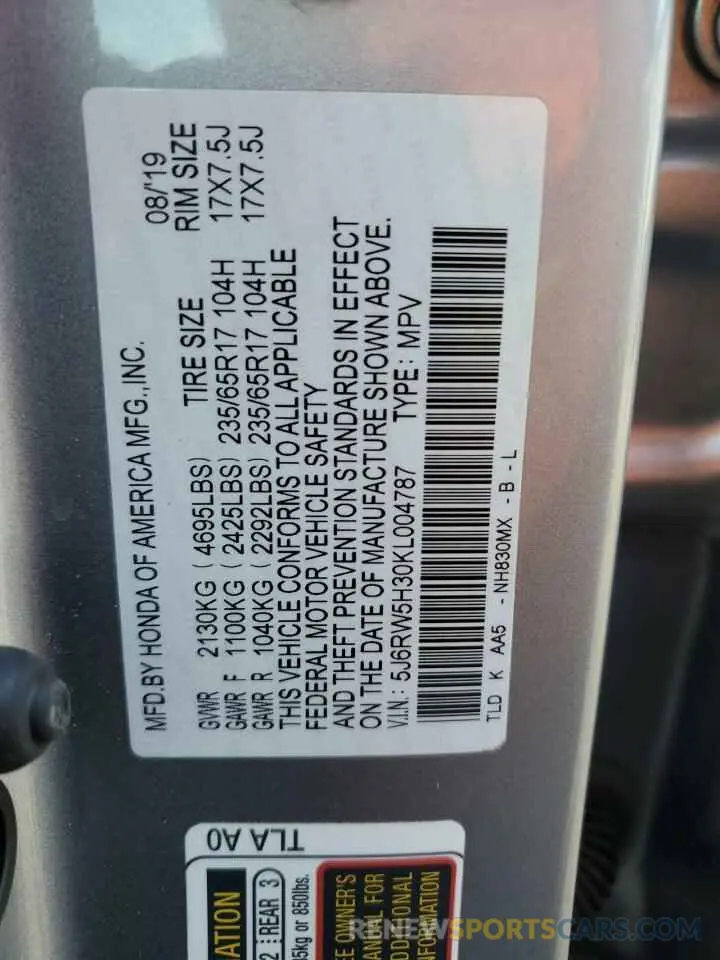 MFD.BY HONDA OF AMERICA MFG.,INC. 08/'19
GVWR 2130KG ( 4695LBS) TIRE SIZE RIM SIZE
GAWR F 1100KG ( 2425LBS) 235/65R17 104H 17X7.5J
GAWR R 1040KG ( 2292LBS) 235/65R17 104H 17X7.5J
THIS VEHICLE CONFORMS TO ALL APPLICABLE
FEDERAL MOTOR VEHICLE SAFETY
AND THEFT PREVENTION STANDARDS IN EFFECT
ON THE DATE OF MANUFACTURE SHOWN ABOVE.
V.I.N.: 5J6RW5H30KL004787 TYPE: MPV
TLD K AA5 - NH830MX - B - L
TLA A0
2 REAR 3
850lbs.
OWNER'S
FOR
INFORMATION
RENEWSPORTSCARS.COM